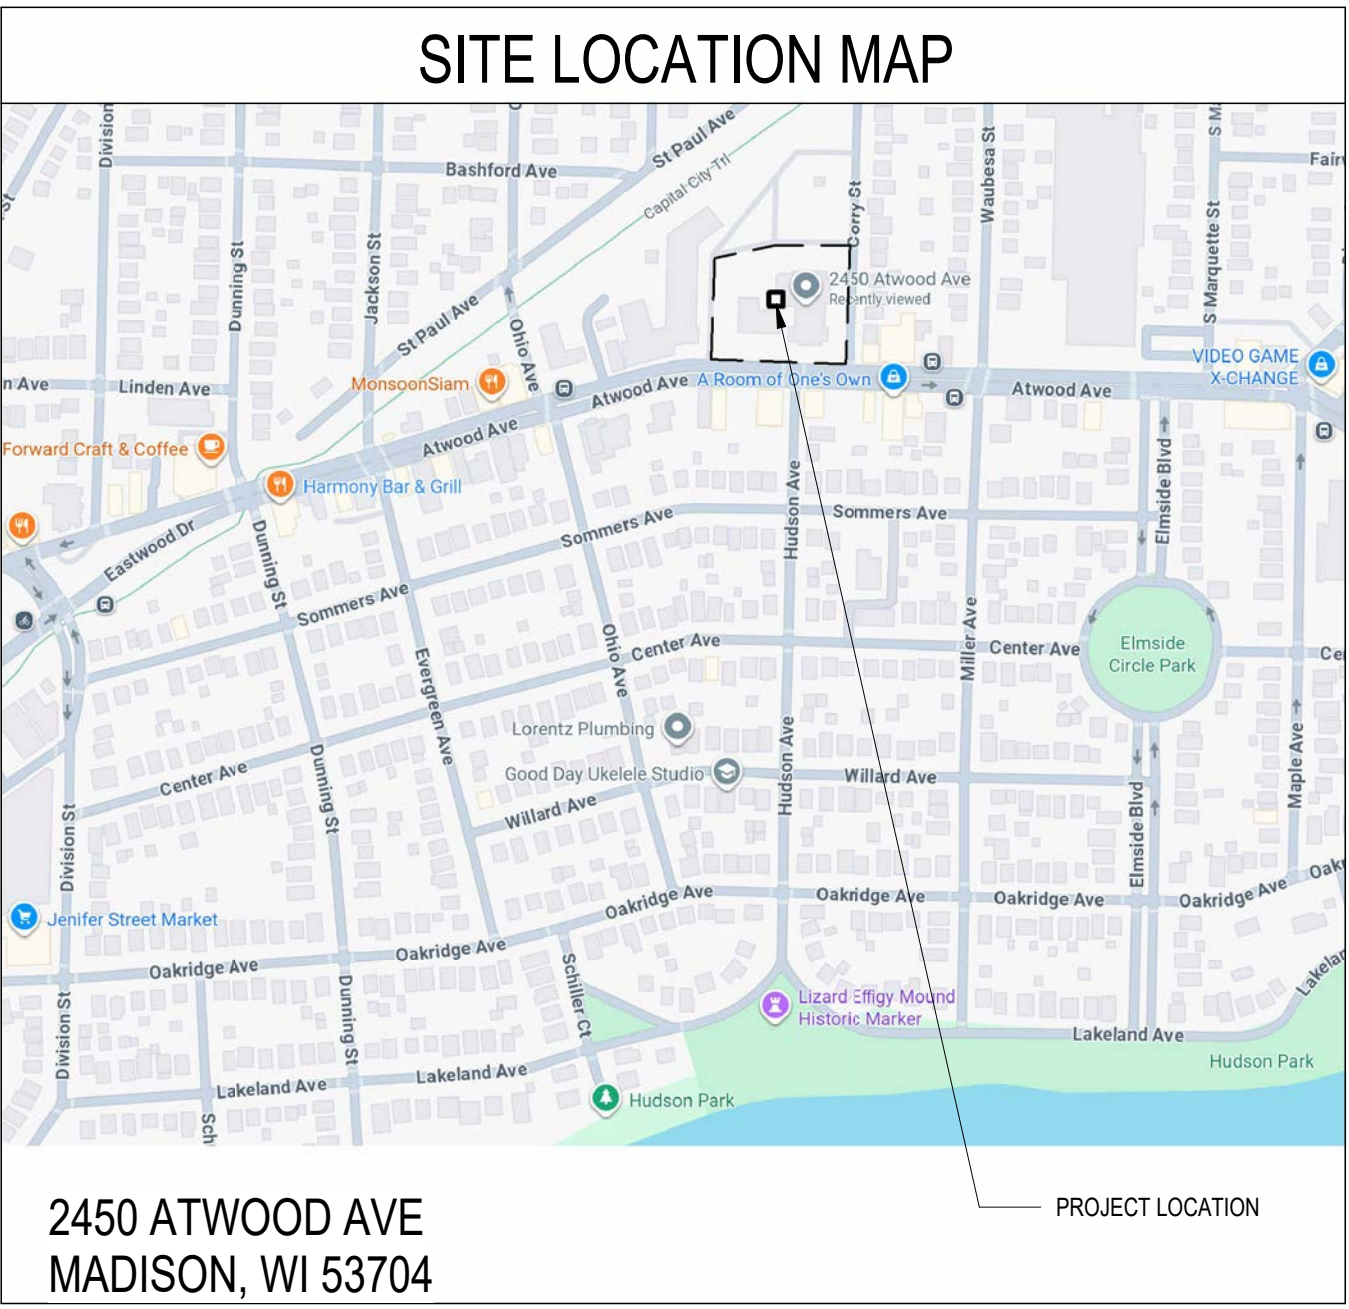 SITE LOCATION MAP
Division
St Paul Ave
S M
Bashford Ave
Capital City Trl
Waubesa St
Fair
St
Corry St
S Marquette St
Dunning St
Jackson St
2450 Atwood Ave
Recently viewed
St Paul Ave
Ohio Ave
VIDEO GAME
X-CHANGE
n Ave
Linden Ave
MonsoonSiam
Atwood Ave
A Room of One's Own
Atwood Ave
Forward Craft & Coffee
Atwood Ave
Harmony Bar & Grill
Elmside Blvd
Hudson Ave
Sommers Ave
Sommers Ave
Eastwood Dr
Dunning St
Sommers Ave
Ohio Ave
Center Ave
Miller Ave
Center Ave
Elmside
Circle Park
Ce
Evergreen Ave
Lorentz Plumbing
Hudson Ave
Maple Ave
Center Ave
Dunning St
Good Day Ukelele Studio
Willard Ave
Willard Ave
Elmside Blvd
Division St
Oakr
Oakridge Ave
Oakridge Ave
Oakridge Ave
Oakridge Ave
Jenifer Street Market
Oakridge Ave
Oakridge Ave
Schiller Ct
Lakelan
Division St
Dunning St
Lizard Effigy Mound
Historic Marker
Lakeland Ave
Hudson Park
Lakeland Ave
Lakeland Ave
Hudson Park
Sch
2450 ATWOOD AVE
MADISON, WI 53704
PROJECT LOCATION